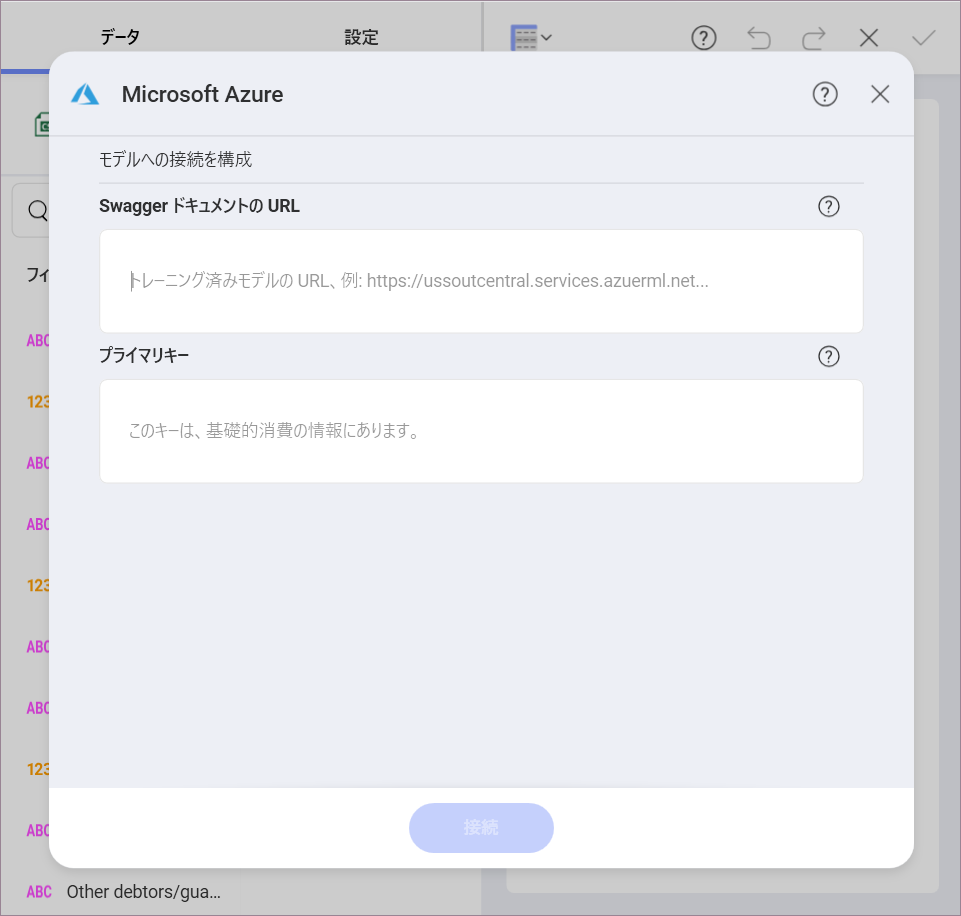 データ 設定
Microsoft Azure
モデルへの接続を構成
Swagger ドキュメントの URL
トレーニング済みモデルの URL、例: https://ussoutcentral.services.azuerml.net...
プライマリキー
このキーは、基礎的消費の情報にあります。
フィ
ABC
123
ABC
ABC
123
ABC
ABC
123
ABC
接続
ABC Other debtors/gua...